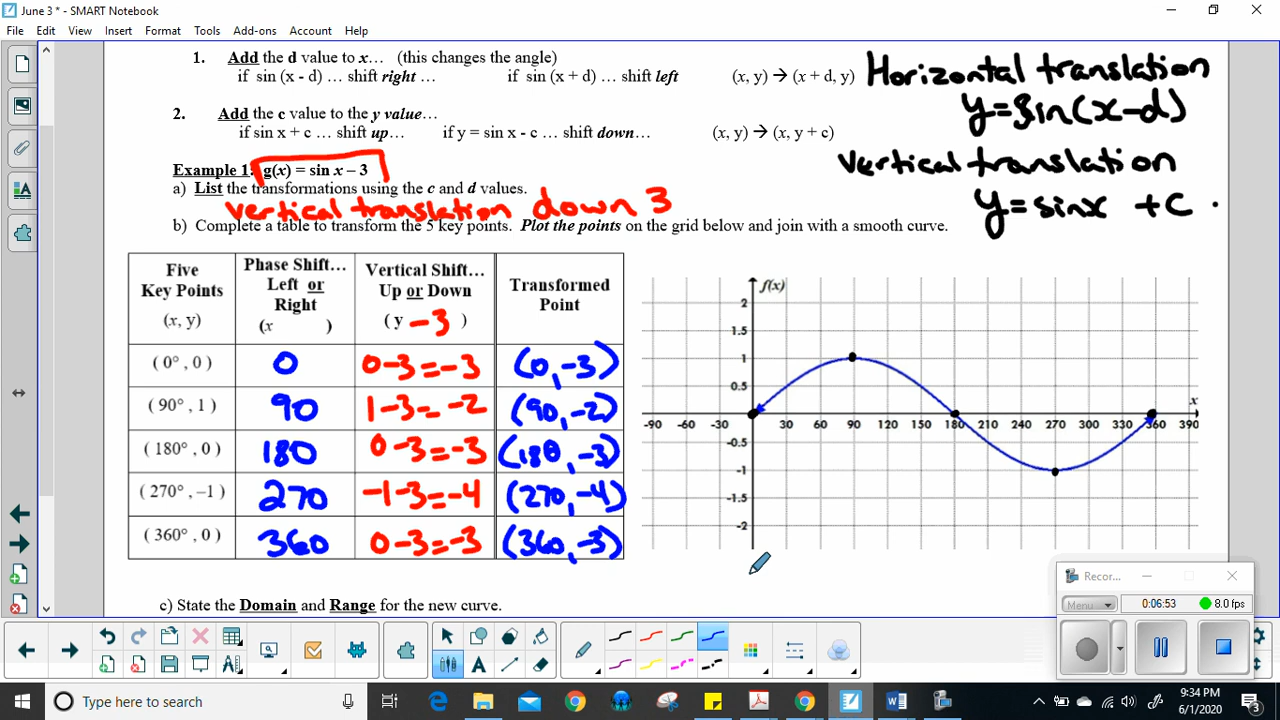 June 3 * - SMART Notebook
File Edit View Insert Format Tools Add-ons Account Help
1. Add the d value to x… (this changes the angle)
if sin (x - d) … shift right … if sin (x + d) … shift left (x, y) → (x + d, y)
Horizontal translation
y=sin(x-d)
2. Add the c value to the y value…
if sin x + c … shift up… if y = sin x - c … shift down… (x, y) → (x, y + c)
vertical translation
y=sinx +c
Example 1: g(x) = sin x – 3
a) List the transformations using the c and d values.
vertical translation down 3
b) Complete a table to transform the 5 key points. Plot the points on the grid below and join with a smooth curve.
Five Key Points (x, y) Phase Shift… Left or Right (x ) Vertical Shift… Up or Down (y -3 ) Transformed Point
(0°, 0) 0 0-3=-3 (0,-3)
(90°, 1) 90 1-3=-2 (90,-2)
(180°, 0) 180 0-3=-3 (180,-3)
(270°, –1) 270 -1-3=-4 (270,-4)
(360°, 0) 360 0-3=-3 (360,-3)
f(x)
2
1.5
1
0.5
x
-90 -60 -30 30 60 90 120 150 180 210 240 270 300 330 360 390
-0.5
-1
-1.5
-2
c) State the Domain and Range for the new curve.
Recor...
Menu 0:06:53 8.0 fps
A
Type here to search
9:34 PM
6/1/2020
3